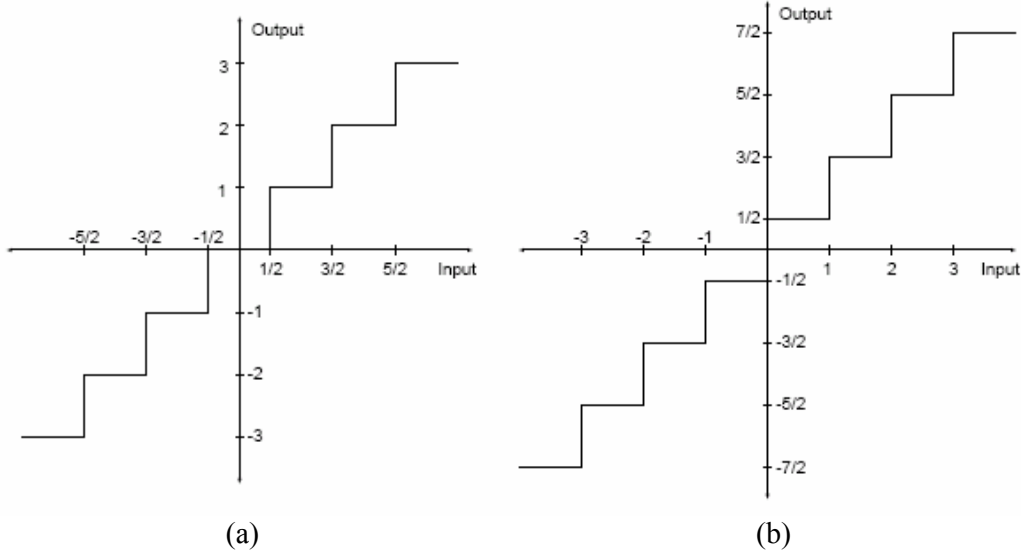 Output
3
2
1
-5/2 -3/2 -1/2
1/2 3/2 5/2 Input
-1
-2
-3
(a)
Output
7/2
5/2
3/2
1/2
-3 -2 -1
1 2 3 Input
-1/2
-3/2
-5/2
-7/2
(b)